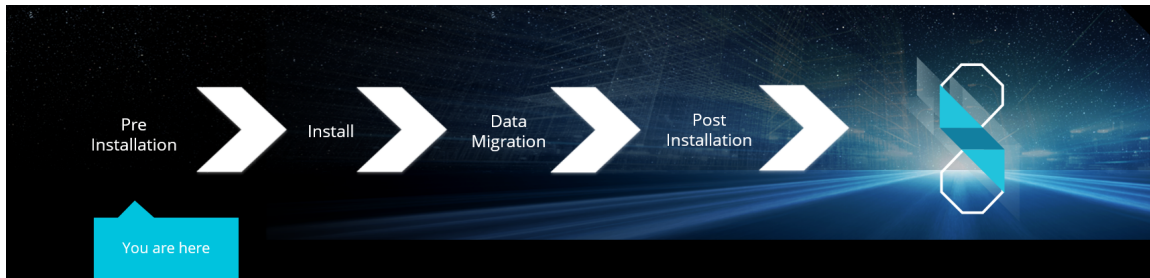 Pre
Installation
Install
Data
Migration
Post
Installation
You are here